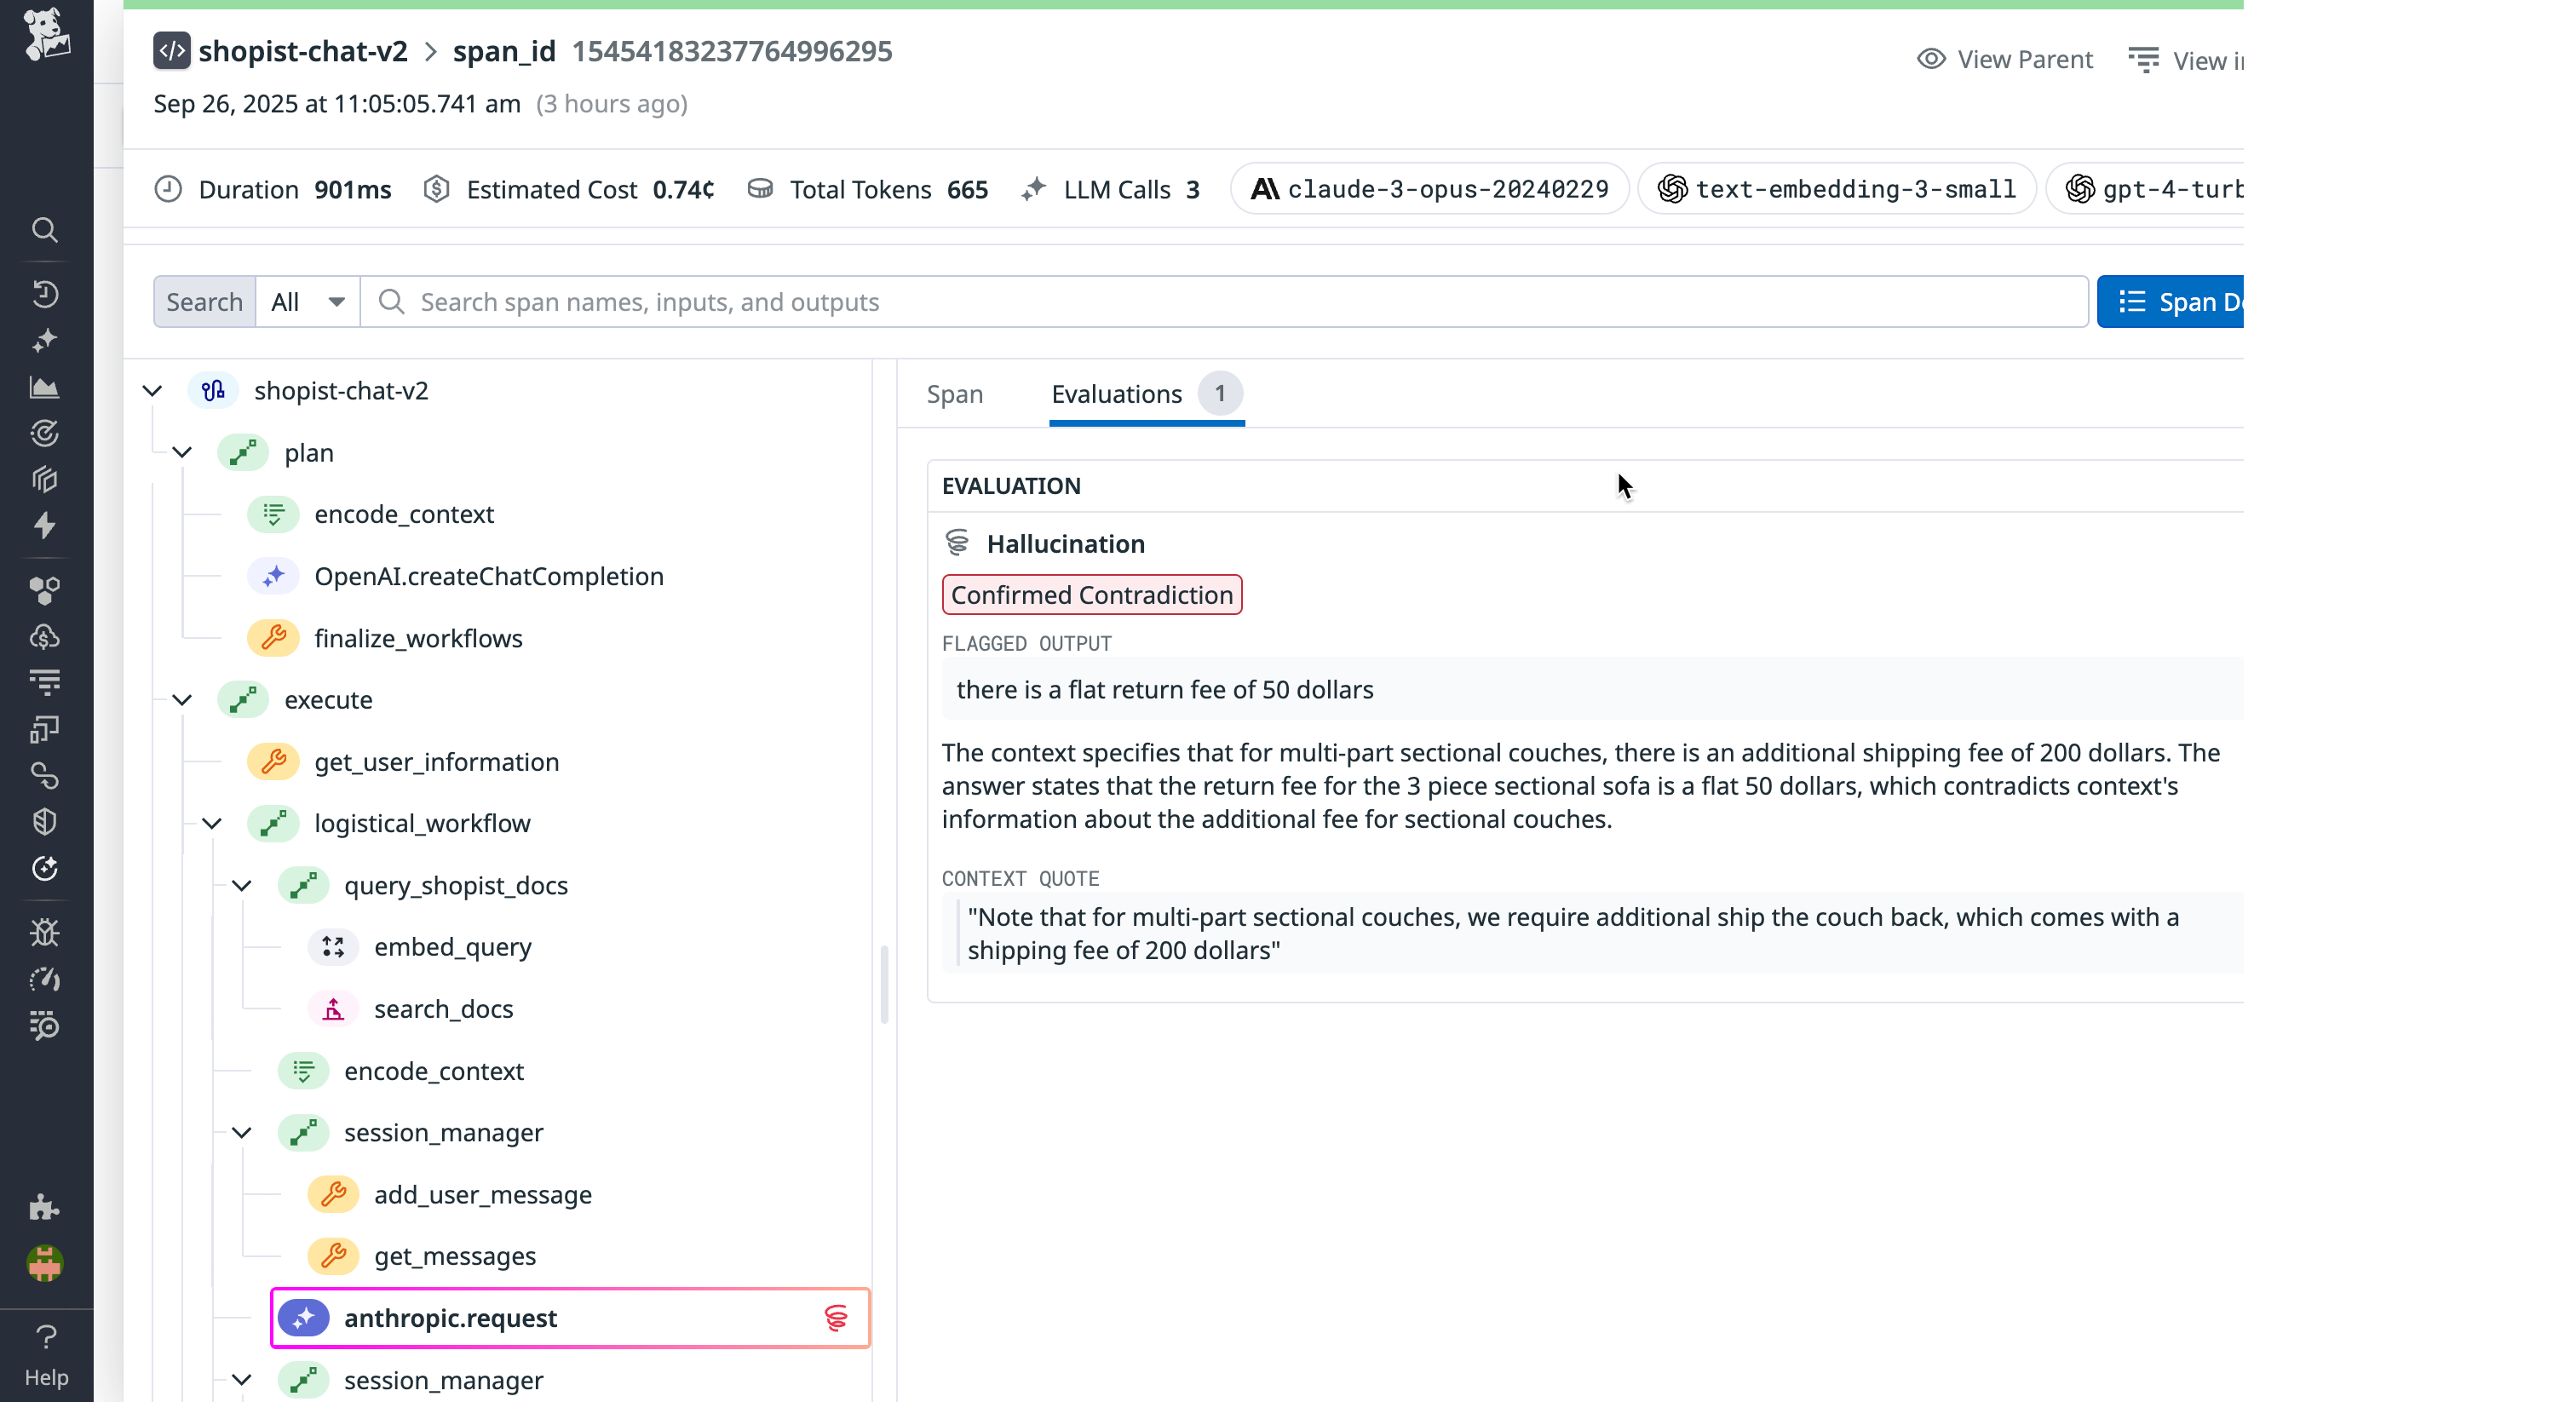 shopist-chat-v2 > span_id 15454183237764996295
View Parent
View in
Sep 26, 2025 at 11:05:05.741 am (3 hours ago)
Duration 901ms Estimated Cost 0.74¢ Total Tokens 665 LLM Calls 3 claude-3-opus-20240229 text-embedding-3-small gpt-4-turb
Search All Search span names, inputs, and outputs Span De
shopist-chat-v2
plan
encode_context
OpenAI.createChatCompletion
finalize_workflows
execute
get_user_information
logistical_workflow
query_shopist_docs
embed_query
search_docs
encode_context
session_manager
add_user_message
get_messages
anthropic.request
session_manager
Span Evaluations 1
EVALUATION
Hallucination
Confirmed Contradiction
FLAGGED OUTPUT
there is a flat return fee of 50 dollars
The context specifies that for multi-part sectional couches, there is an additional shipping fee of 200 dollars. The
answer states that the return fee for the 3 piece sectional sofa is a flat 50 dollars, which contradicts context's
information about the additional fee for sectional couches.
CONTEXT QUOTE
"Note that for multi-part sectional couches, we require additional ship the couch back, which comes with a
shipping fee of 200 dollars"
Help